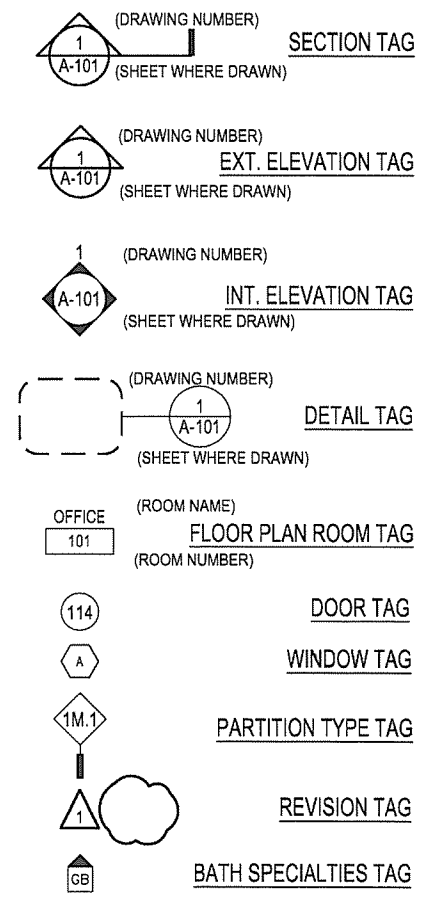 (DRAWING NUMBER)
1
SECTION TAG
A-101
(SHEET WHERE DRAWN)
(DRAWING NUMBER)
1
EXT. ELEVATION TAG
A-101
(SHEET WHERE DRAWN)
1
(DRAWING NUMBER)
A-101
INT. ELEVATION TAG
(SHEET WHERE DRAWN)
(DRAWING NUMBER)
1
DETAIL TAG
A-101
(SHEET WHERE DRAWN)
(ROOM NAME)
OFFICE
FLOOR PLAN ROOM TAG
101
(ROOM NUMBER)
114
DOOR TAG
A
WINDOW TAG
1M.1
PARTITION TYPE TAG
1
REVISION TAG
GB
BATH SPECIALTIES TAG